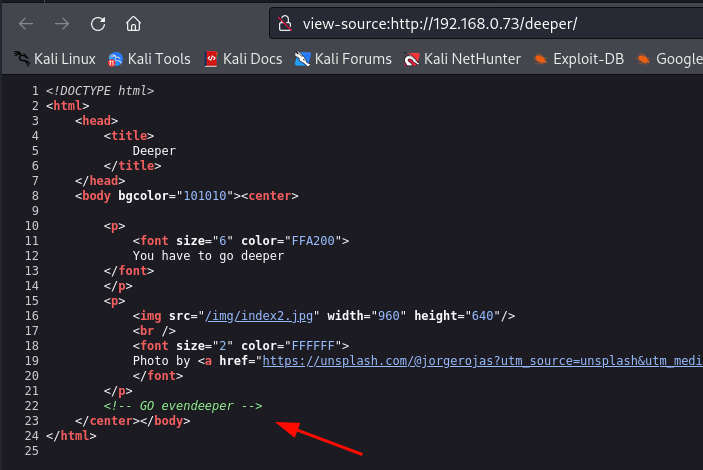 view-source:http://192.168.0.73/deeper/
Kali Linux Kali Tools Kali Docs Kali Forums Kali NetHunter Exploit-DB Google
1 <!DOCTYPE html>
2 <html>
3 <head>
4 <title>
5 Deeper
6 </title>
7 </head>
8 <body bgcolor="101010"><center>
9
10 <p>
11 <font size="6" color="FFA200">
12 You have to go deeper
13 </font>
14 </p>
15 <p>
16 <img src="/img/index2.jpg" width="960" height="640"/>
17 <br />
18 <font size="2" color="FFFFFF">
19 Photo by <a href="https://unsplash.com/@jorgerojas?utm_source=unsplash&utm_medi
20 </font>
21 </p>
22 <!-- GO evendeeper -->
23 </center></body>
24 </html>
25